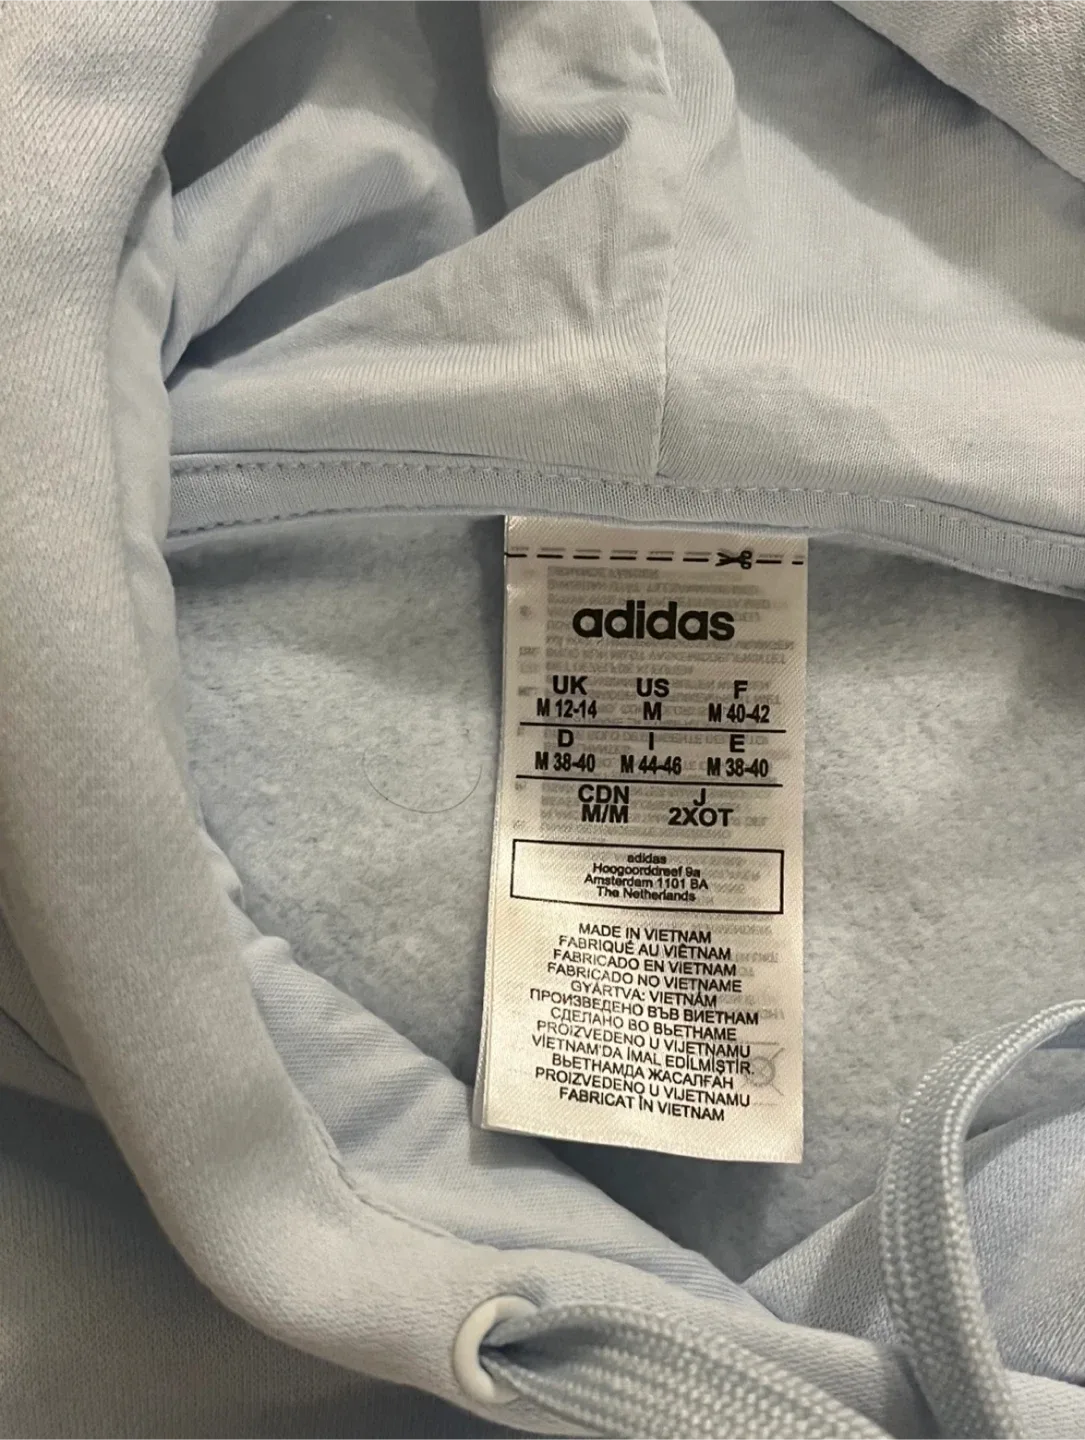 adidas
UK US F
M 12-14 M M 40-42
D I E
M 38-40 M 44-46 M 38-40
CDN J
M/M 2XOT
adidas
Hoogoorddreef 9a
Amsterdam 1101 BA
The Netherlands
MADE IN VIETNAM
FABRIQUÉ AU VIÊTNAM
FABRICADO EN VIETNAM
FABRICADO NO VIETNAME
GYÁRTVA: VIETNÁM
ПРОИЗВЕДЕНО ВЪВ ВИЕТНАМ
СДЕЛАНО ВО ВЬЕТНАМЕ
PROIZVEDENO U VIJETNAMU
VİETNAM'DA İMAL EDİLMİŞTİR.
ВЬЕТНАМДА ЖАСАЛҒАН
PROIZVEDENO U VIJETNAMU
FABRICAT ÎN VIETNAM